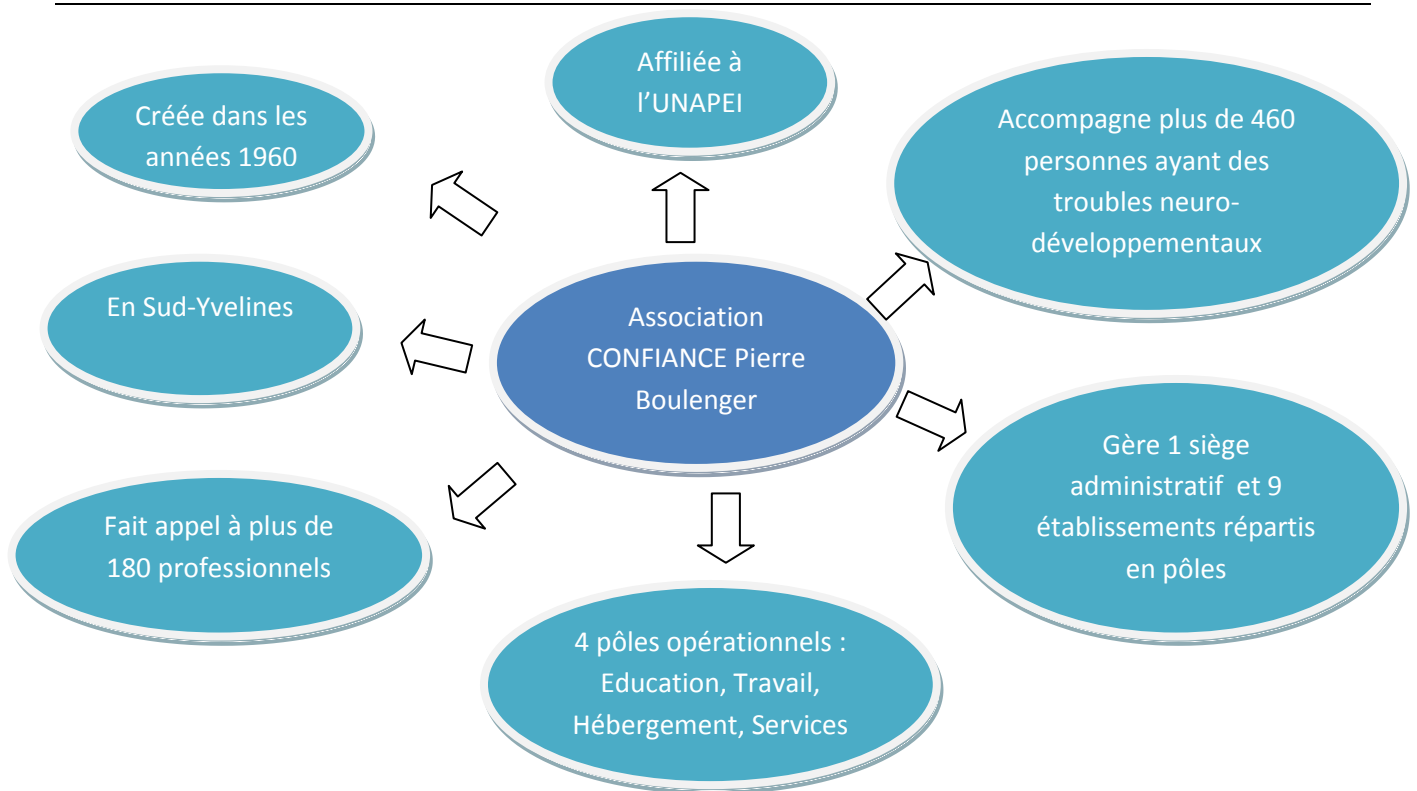 Affiliée à
l'UNAPEI
Créée dans les
années 1960
Accompagne plus de 460
personnes ayant des
troubles neuro-
développementaux
En Sud-Yvelines
Association
CONFIANCE Pierre
Boulenger
Gère 1 siège
administratif et 9
établissements répartis
en pôles
Fait appel à plus de
180 professionnels
4 pôles opérationnels :
Education, Travail,
Hébergement, Services